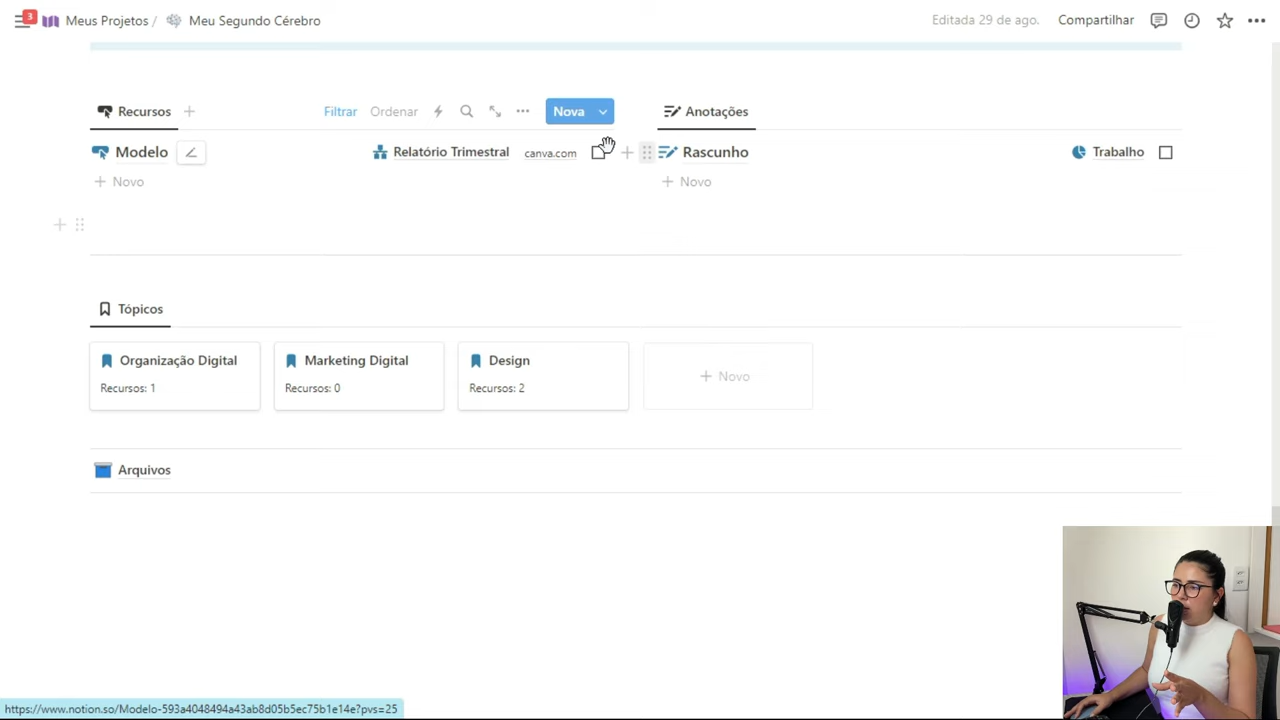 3 Meus Projetos / Meu Segundo Cérebro Editada 29 de ago. Compartilhar
Recursos Filtrar Ordenar Nova
Modelo Relatório Trimestral canva.com
+ Novo
Anotações
Rascunho Trabalho
+ Novo
Tópicos
Organização Digital
Recursos: 1
Marketing Digital
Recursos: 0
Design
Recursos: 2
+ Novo
Arquivos
https://www.notion.so/Modelo-593a4048494a43ab8d05b5ec75b1e14e?pvs=25